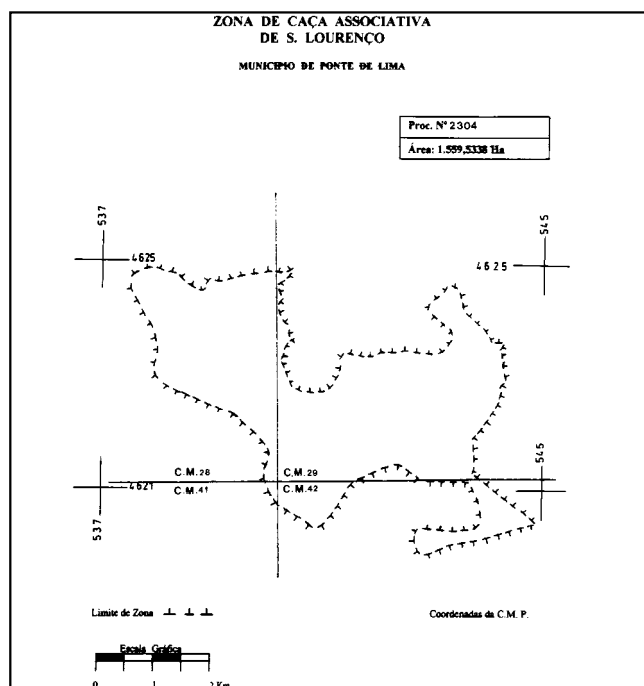 ZONA DE CAÇA ASSOCIATIVA
DE S. LOURENÇO
MUNICIPIO DE PONTE DE LIMA
Proc. Nº 2304
Área: 1.559,5338 Ha
537
545
4625
4625
C.M.28
C.M.29
545
4621
C.M.41
C.M.42
537
Limite de Zona
Coordenadas da C.M. P.
Escala Gráfica
0 1 2 Km